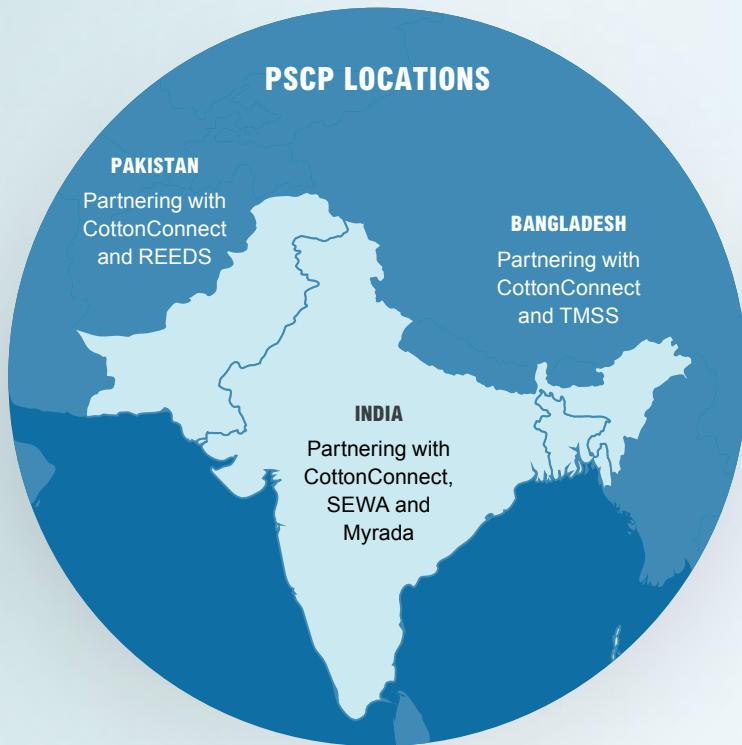 PSCP LOCATIONS
PAKISTAN
Partnering with
CottonConnect
and REEDS
BANGLADESH
Partnering with
CottonConnect
and TMSS
INDIA
Partnering with
CottonConnect,
SEWA and
Myrada